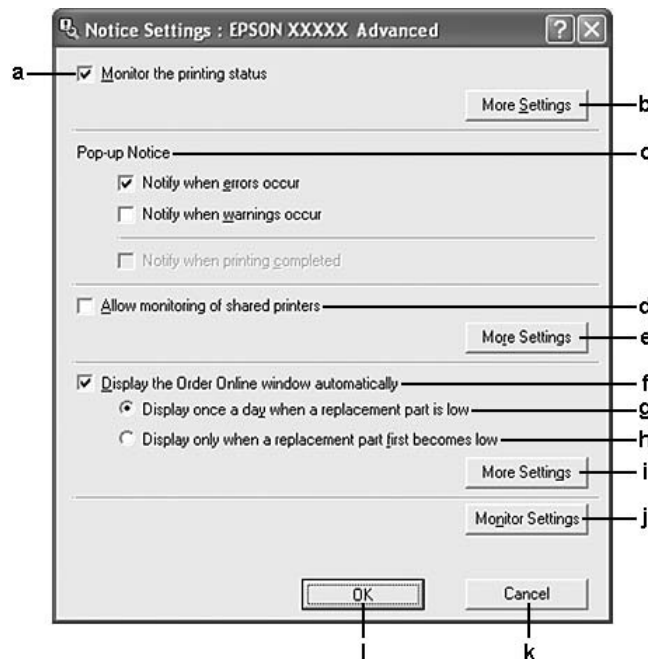 Notice Settings : EPSON XXXXX Advanced
a Monitor the printing status
More Settings b
Pop-up Notice c
Notify when errors occur
Notify when warnings occur
Notify when printing completed
Allow monitoring of shared printers d
More Settings e
Display the Order Online window automatically f
Display once a day when a replacement part is low g
Display only when a replacement part first becomes low h
More Settings i
Monitor Settings j
OK Cancel
l k